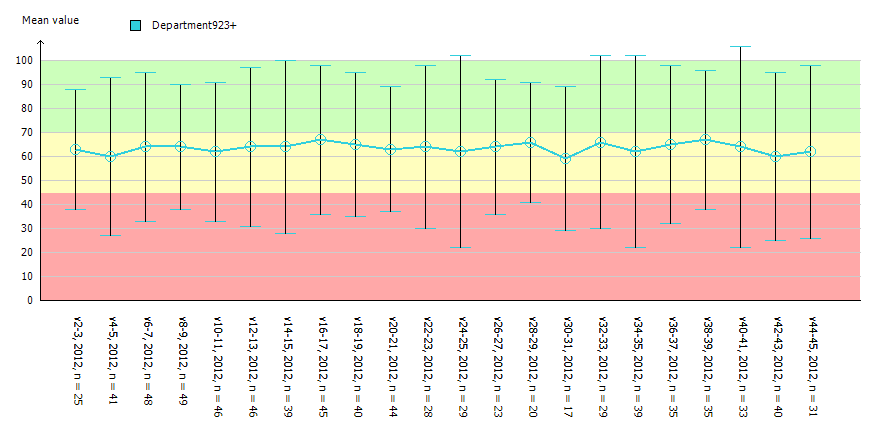 Mean value
Department923+
100
90
80
70
60
50
40
30
20
10
0
v2-3, 2012, n = 25
v4-5, 2012, n = 41
v6-7, 2012, n = 48
v8-9, 2012, n = 49
v10-11, 2012, n = 46
v12-13, 2012, n = 46
v14-15, 2012, n = 39
v16-17, 2012, n = 45
v18-19, 2012, n = 40
v20-21, 2012, n = 44
v22-23, 2012, n = 28
v24-25, 2012, n = 29
v26-27, 2012, n = 23
v28-29, 2012, n = 20
v30-31, 2012, n = 17
v32-33, 2012, n = 29
v34-35, 2012, n = 39
v36-37, 2012, n = 35
v38-39, 2012, n = 35
v40-41, 2012, n = 33
v42-43, 2012, n = 40
v44-45, 2012, n = 31